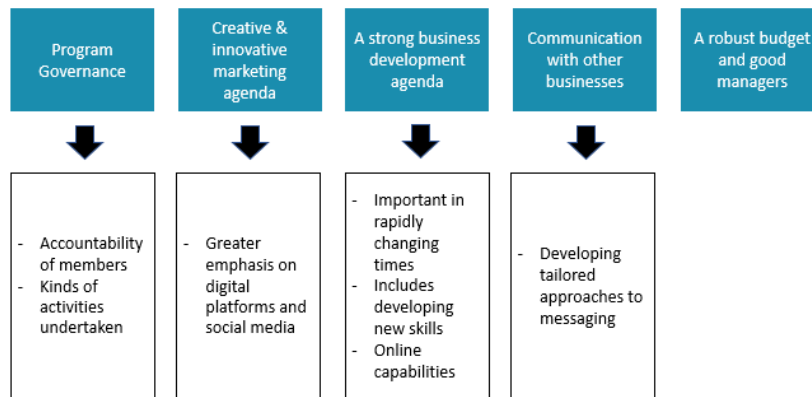 Program
Governance
Creative &
innovative
marketing
agenda
A strong business
development
agenda
Communication
with other
businesses
A robust budget
and good
managers
- Accountability
of members
- Kinds of
activities
undertaken
- Greater
emphasis on
digital
platforms and
social media
- Important in
rapidly
changing
times
- Includes
developing
new skills
- Online
capabilities
- Developing
tailored
approaches to
messaging